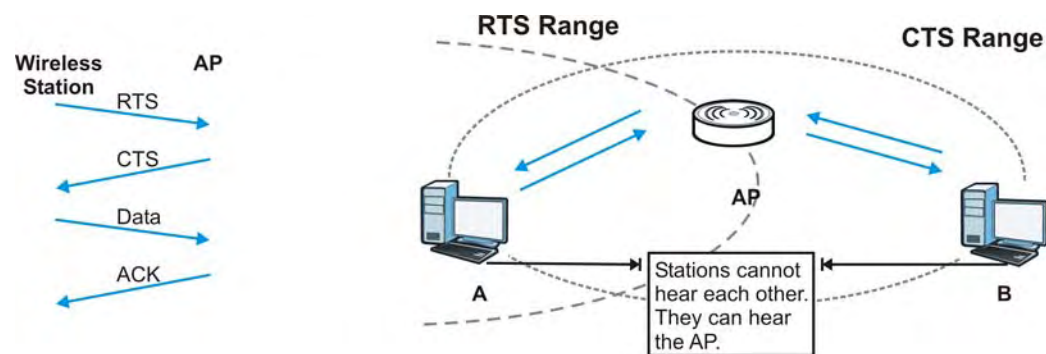 RTS Range
CTS Range
Wireless
Station
AP
RTS
CTS
Data
ACK
AP
A
B
Stations cannot
hear each other.
They can hear
the AP.